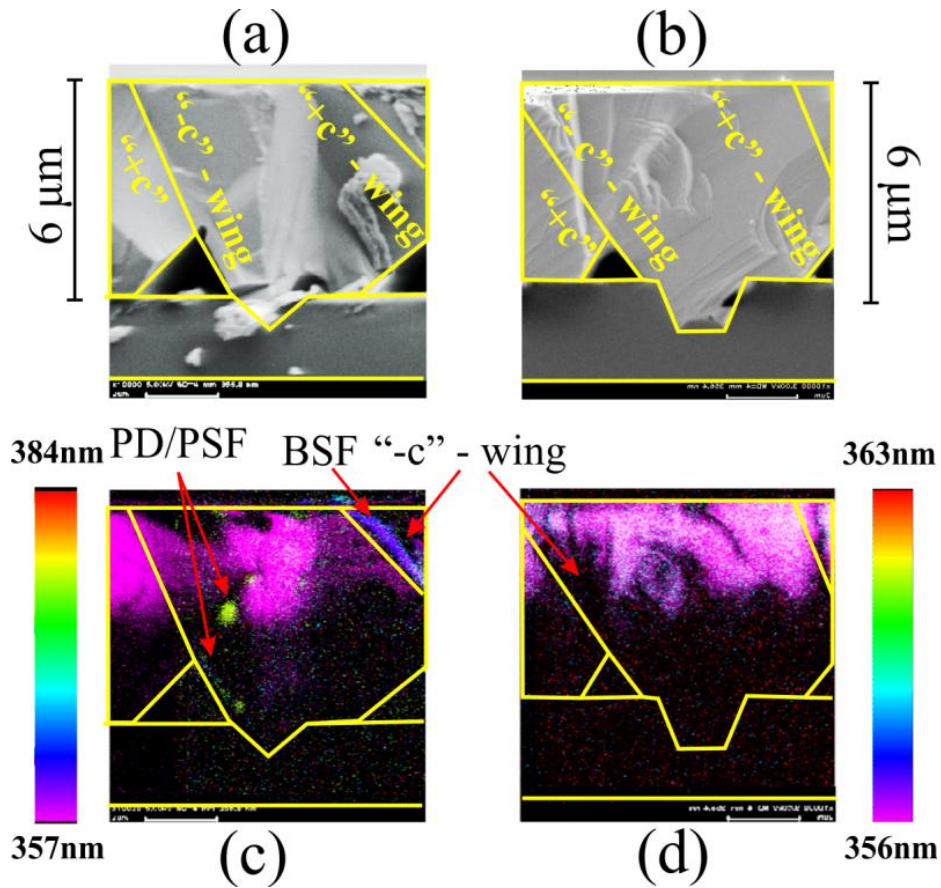 (a)
(b)
6 μm
“+c”
“-c” - wing
“+c” - wing
“-c” - wing
“+c”
“+c” - wing
6 μm
384nm
PD/PSF
BSF “-c” - wing
363nm
357nm
356nm
(c)
(d)